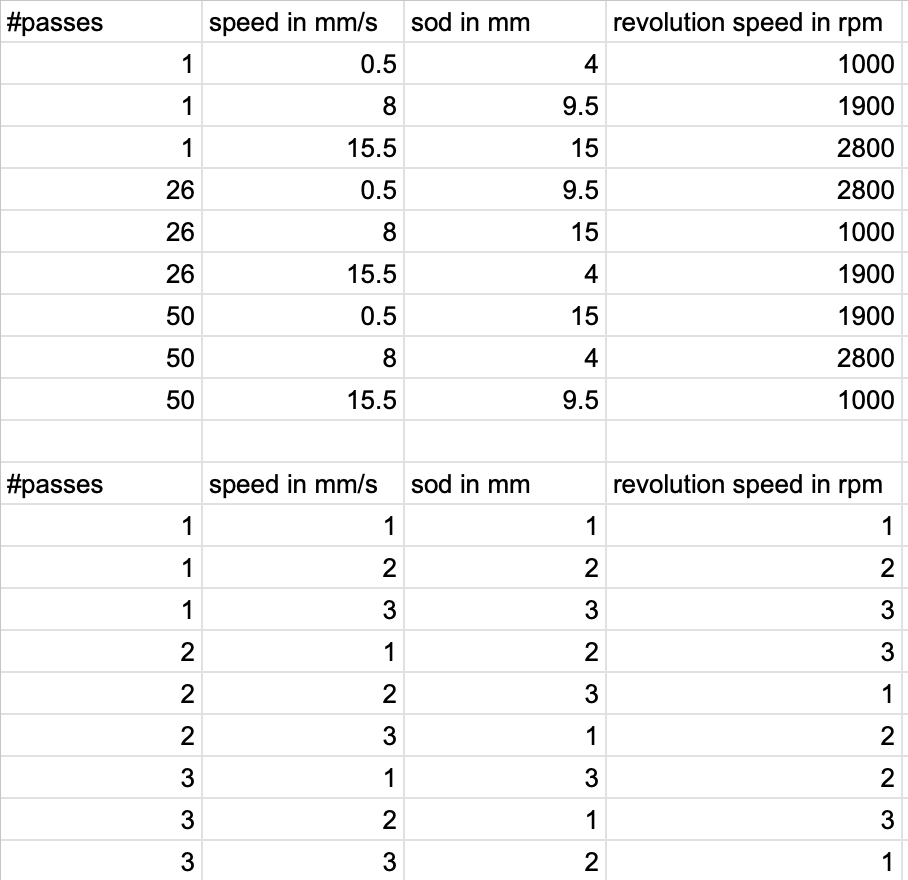 #passes speed in mm/s sod in mm revolution speed in rpm
1 0.5 4 1000
1 8 9.5 1900
1 15.5 15 2800
26 0.5 9.5 2800
26 8 15 1000
26 15.5 4 1900
50 0.5 15 1900
50 8 4 2800
50 15.5 9.5 1000
#passes speed in mm/s sod in mm revolution speed in rpm
1 1 1 1
1 2 2 2
1 3 3 3
2 1 2 3
2 2 3 1
2 3 1 2
3 1 3 2
3 2 1 3
3 3 2 1